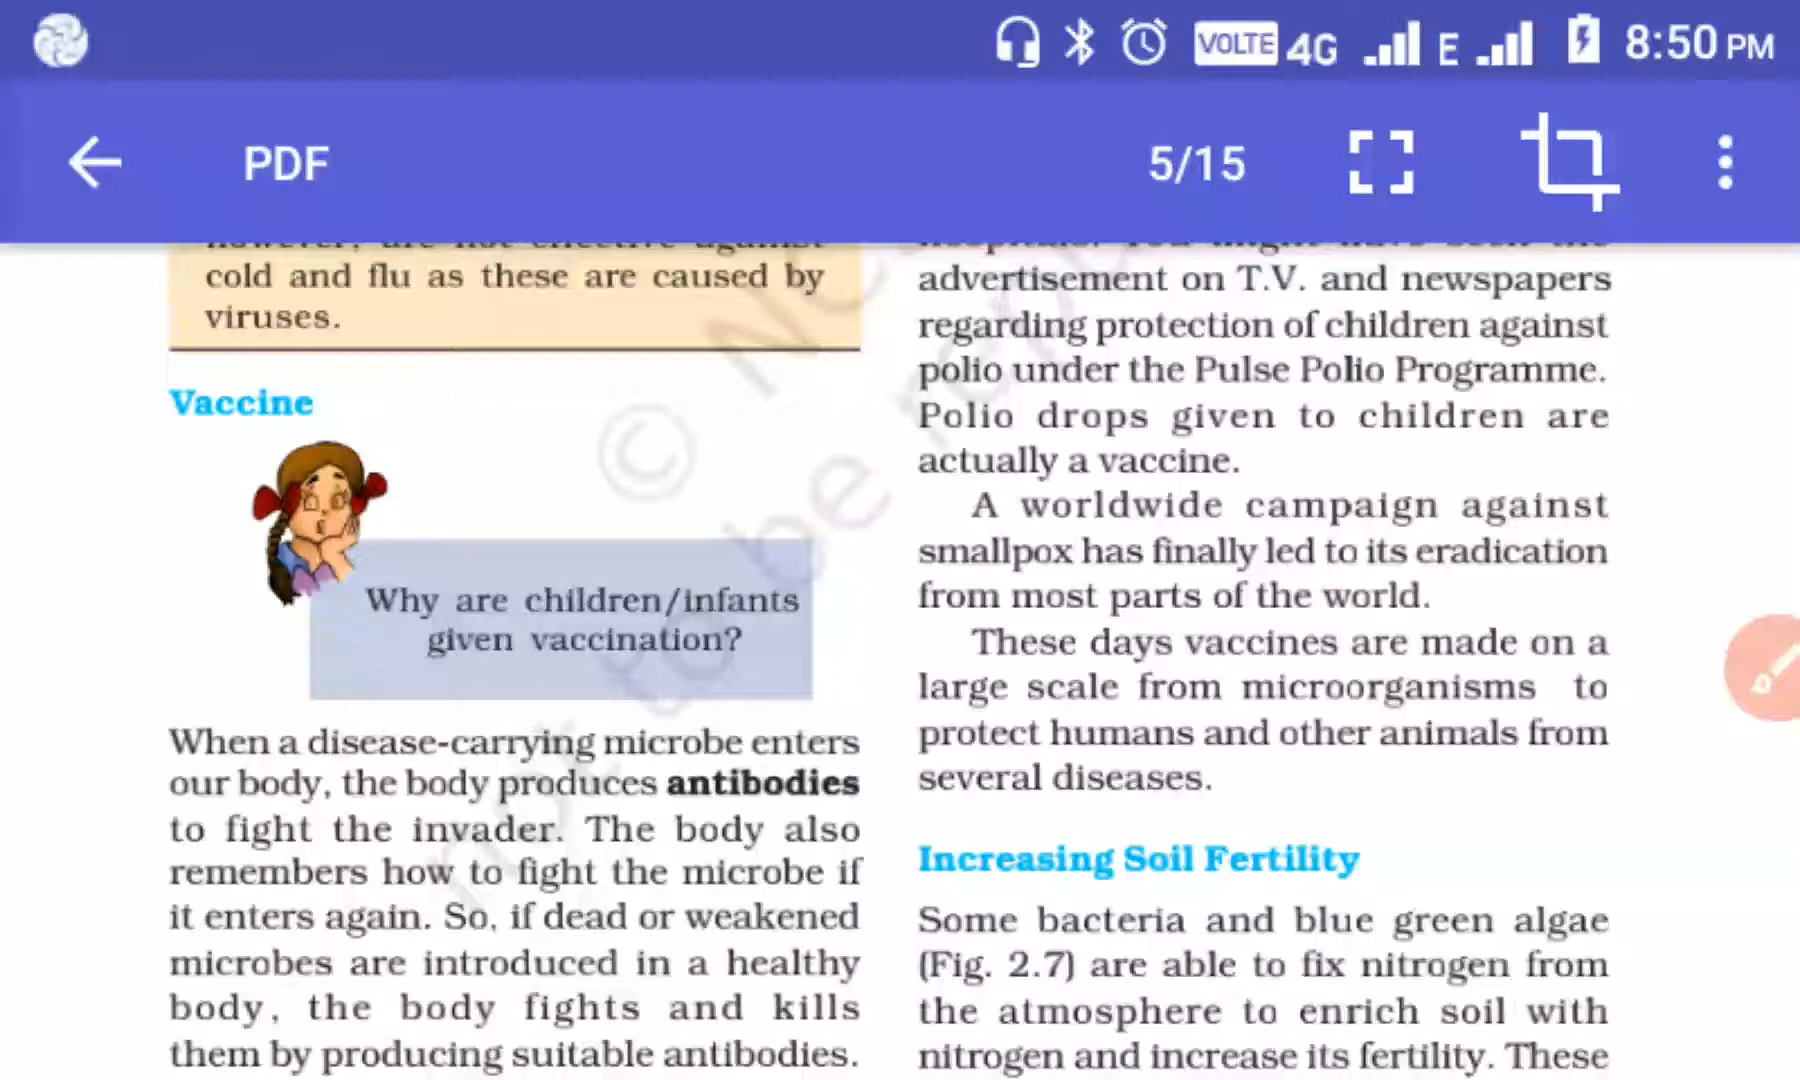 VOLTE 4G E 8:50 PM
PDF
5/15
cold and flu as these are caused by
viruses.
Vaccine
Why are children/infants
given vaccination?
When a disease-carrying microbe enters
our body, the body produces antibodies
to fight the invader. The body also
remembers how to fight the microbe if
it enters again. So, if dead or weakened
microbes are introduced in a healthy
body, the body fights and kills
them by producing suitable antibodies.
advertisement on T.V. and newspapers
regarding protection of children against
polio under the Pulse Polio Programme.
Polio drops given to children are
actually a vaccine.
A worldwide campaign against
smallpox has finally led to its eradication
from most parts of the world.
These days vaccines are made on a
large scale from microorganisms to
protect humans and other animals from
several diseases.
Increasing Soil Fertility
Some bacteria and blue green algae
(Fig. 2.7) are able to fix nitrogen from
the atmosphere to enrich soil with
nitrogen and increase its fertility. These